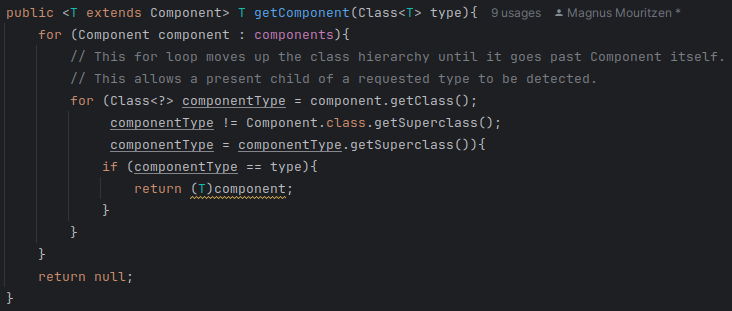 public <T extends Component> T getComponent(Class<T> type){ 9 usages Magnus Mouritzen *
    for (Component component : components){
        // This for loop moves up the class hierarchy until it goes past Component itself.
        // This allows a present child of a requested type to be detected.
        for (Class<?> componentType = component.getClass();
             componentType != Component.class.getSuperclass();
             componentType = componentType.getSuperclass()){
            if (componentType == type){
                return (T)component;
            }
        }
    }
    return null;
}